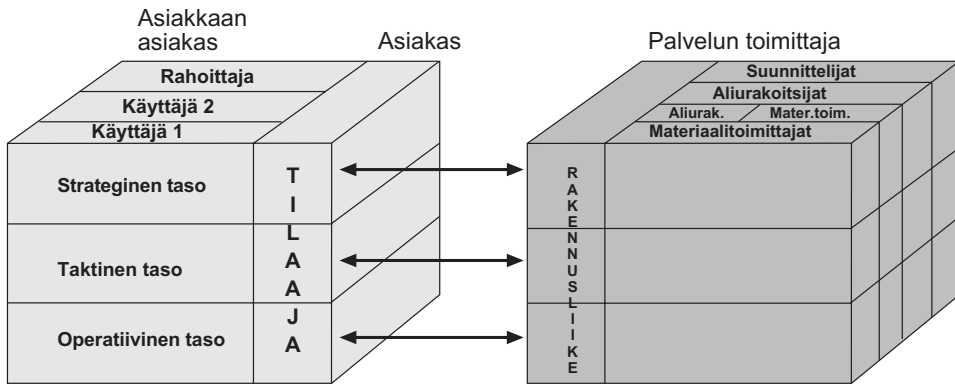 Asiakkaan
asiakas
Asiakas
Palvelun toimittaja
Rahoittaja
Käyttäjä 2
Käyttäjä 1
Suunnittelijat
Aliurakoitsijat
Aliurak. Mater.toim.
Materiaalitoimittajat
Strateginen taso
Taktinen taso
Operatiivinen taso
TILAAJA
RAKENNUSLIIKE